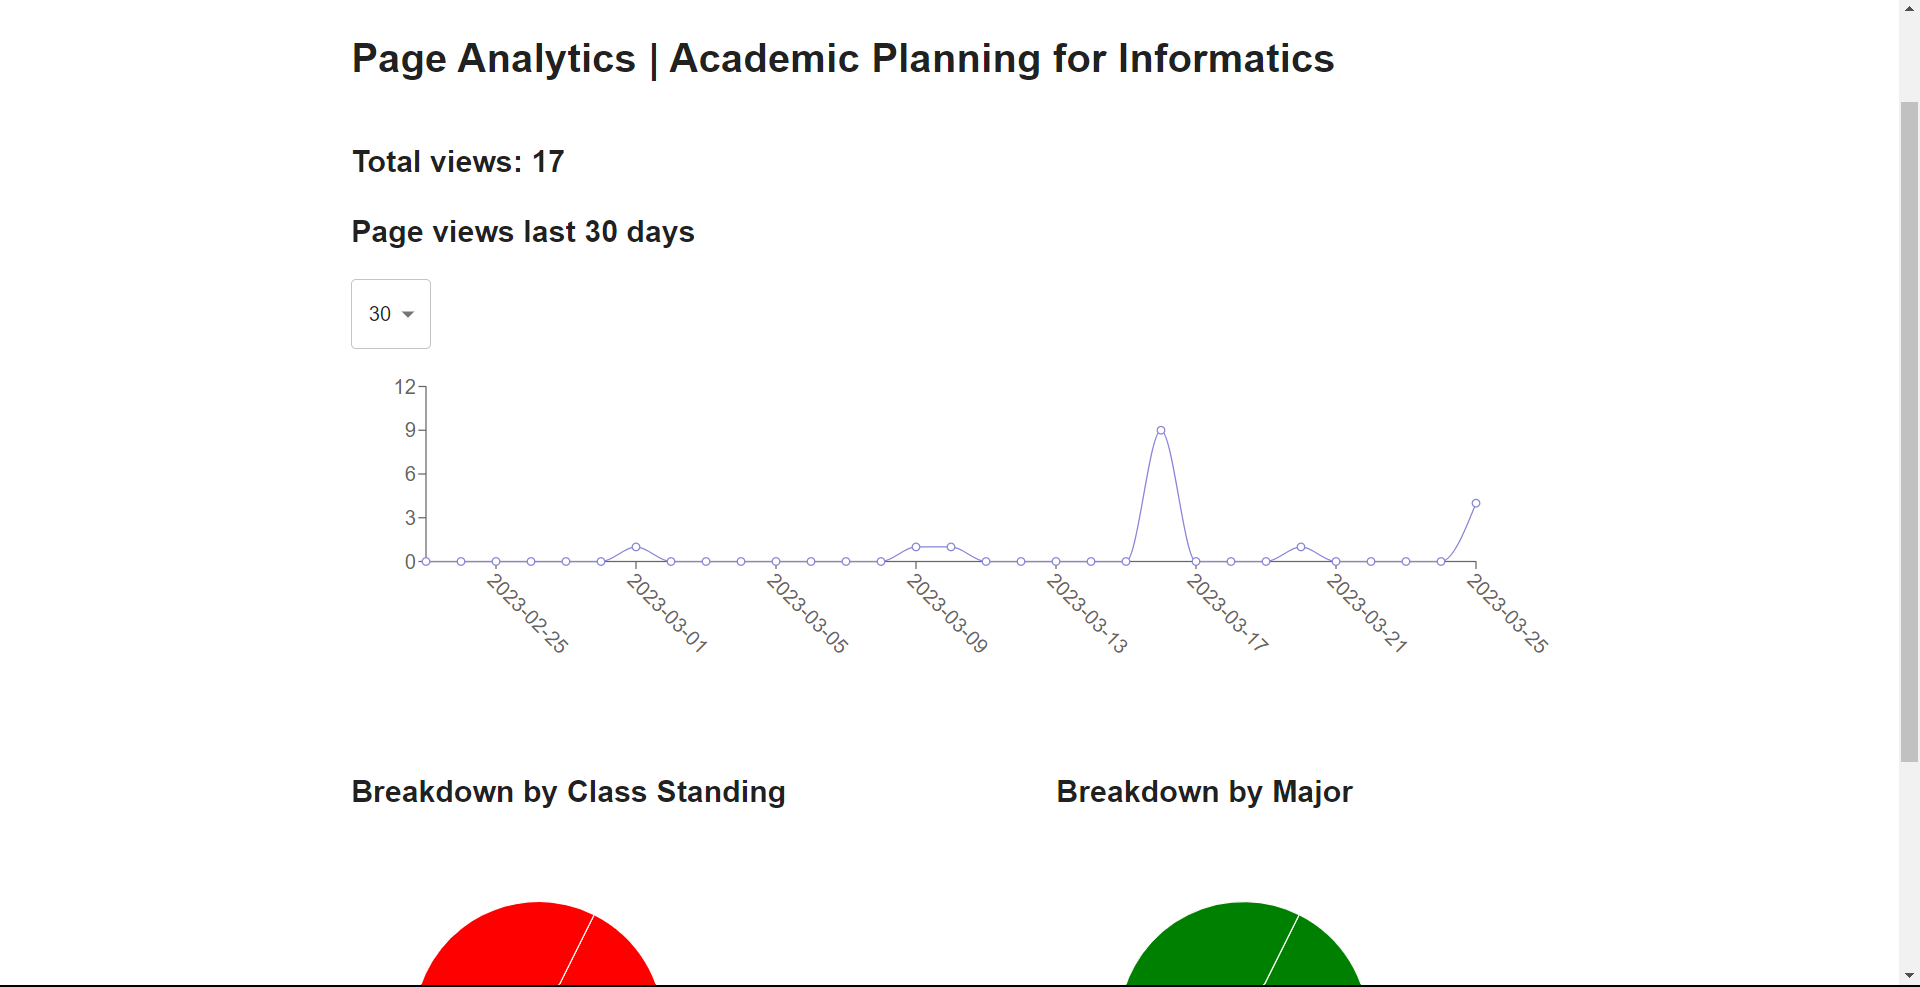 Page Analytics | Academic Planning for Informatics
Total views: 17
Page views last 30 days
30
12
9
6
3
0
2023-02-25
2023-03-01
2023-03-05
2023-03-09
2023-03-13
2023-03-17
2023-03-21
2023-03-25
Breakdown by Class Standing
Breakdown by Major